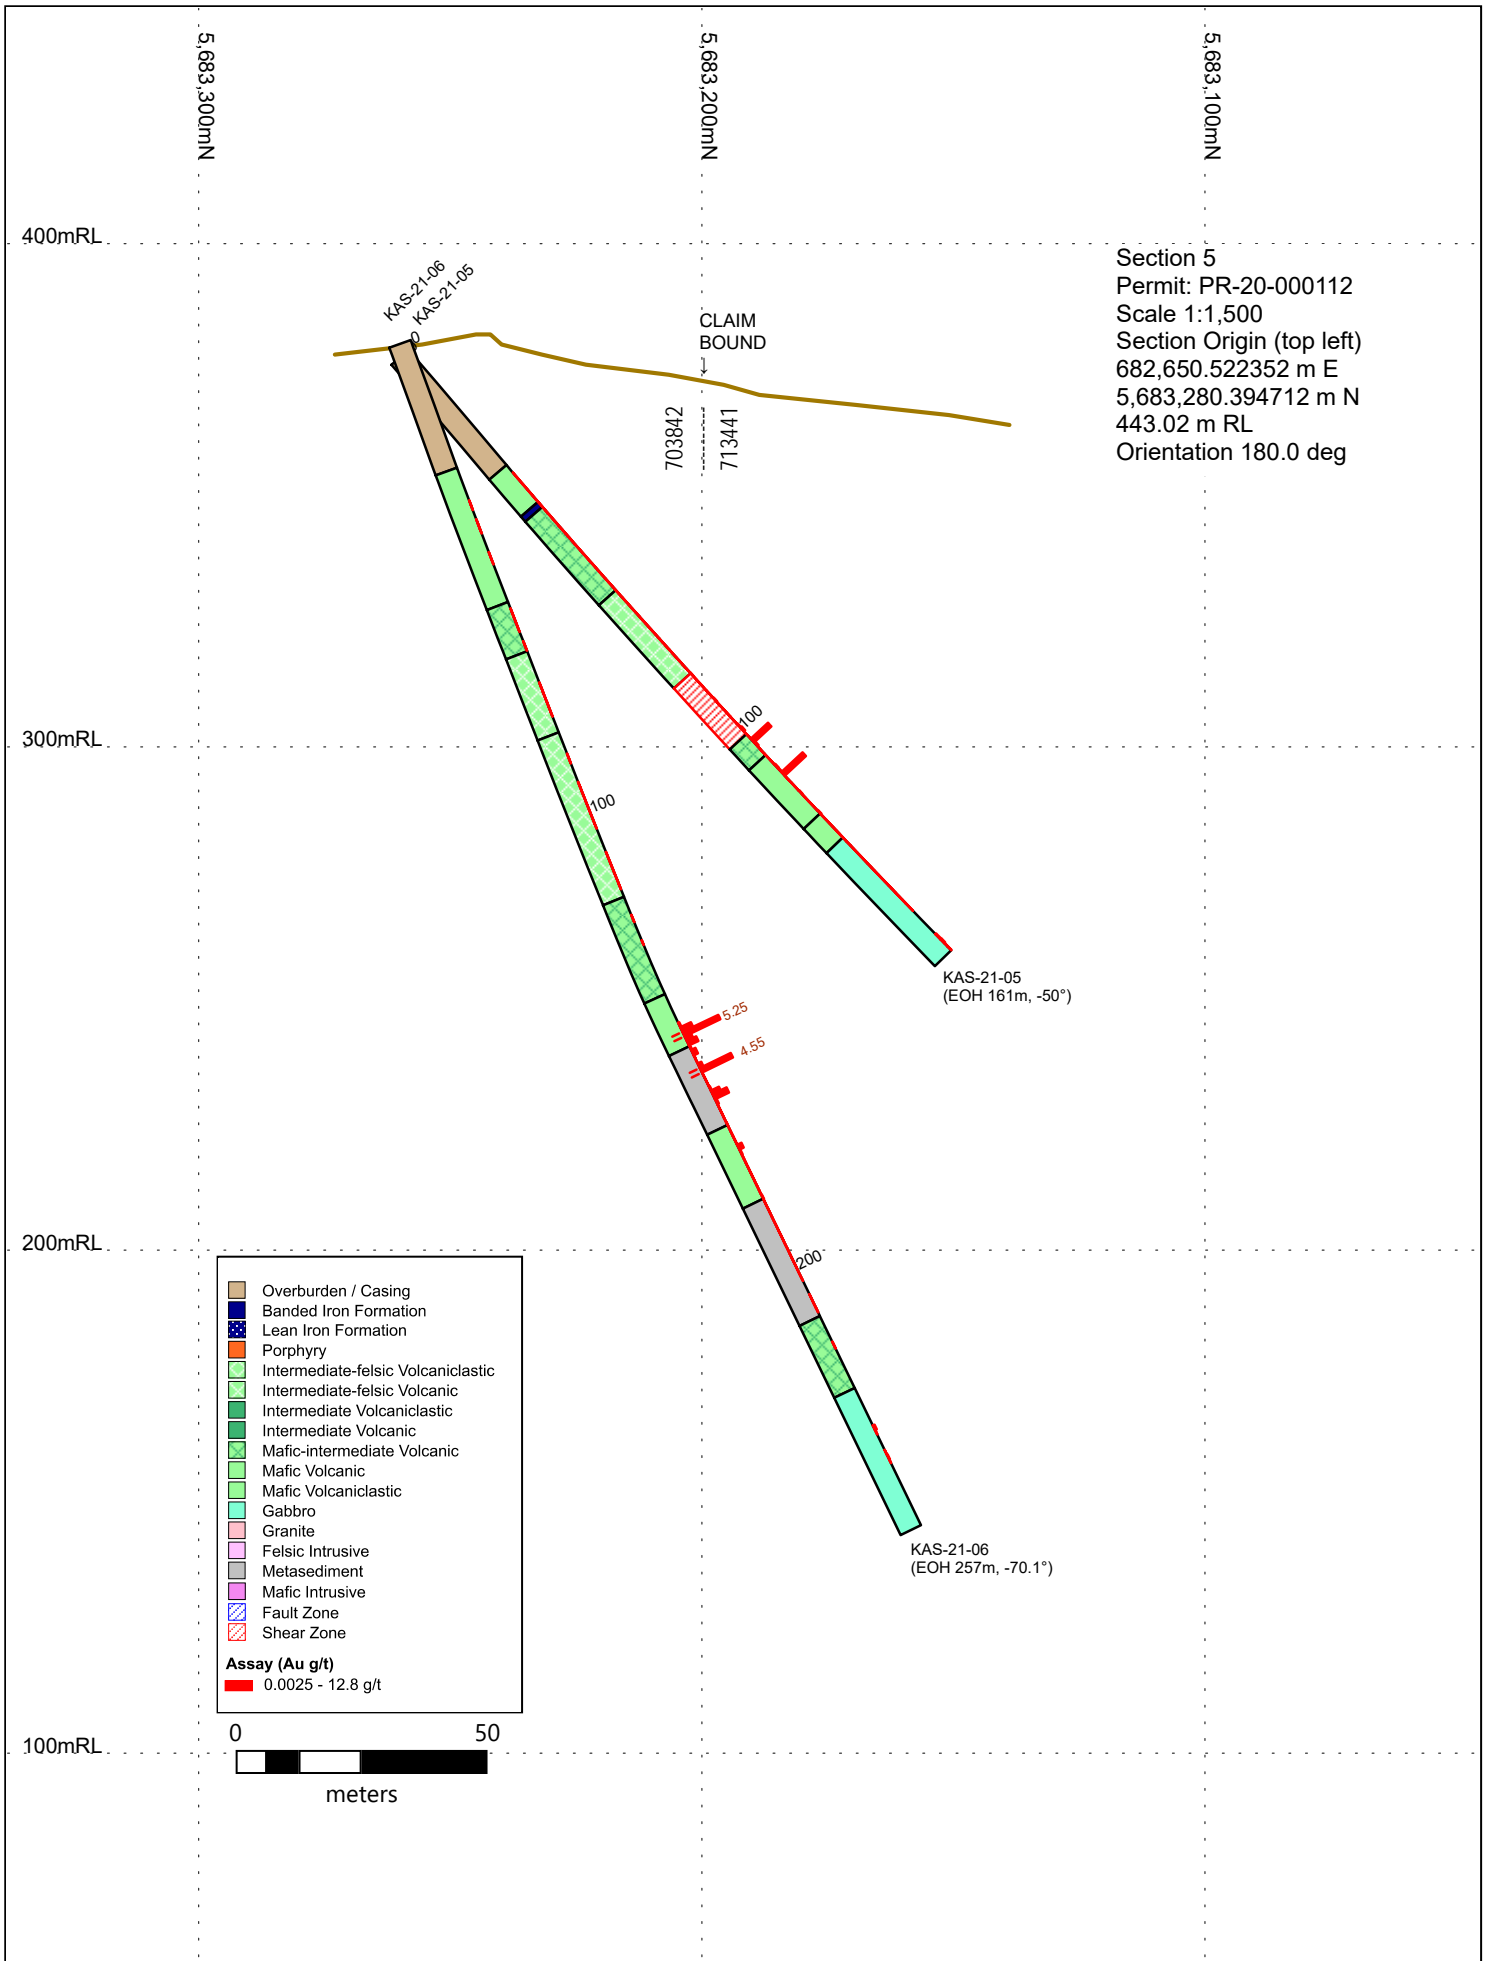 5,683,300mN
5,683,200mN
5,683,100mN
400mRL
Section 5
Permit: PR-20-000112
Scale 1:1,500
Section Origin (top left)
682,650.522352 m E
5,683,280.394712 m N
443.02 m RL
Orientation 180.0 deg
KAS-21-06
KAS-21-05
0
CLAIM
BOUND
↓
703842
713441
100
300mRL
100
KAS-21-05
(EOH 161m, -50°)
5.25
4.55
200mRL
200
Overburden / Casing
Banded Iron Formation
Lean Iron Formation
Porphyry
Intermediate-felsic Volcaniclastic
Intermediate-felsic Volcanic
Intermediate Volcaniclastic
Intermediate Volcanic
Mafic-intermediate Volcanic
Mafic Volcanic
Mafic Volcaniclastic
Gabbro
Granite
Felsic Intrusive
Metasediment
Mafic Intrusive
Fault Zone
Shear Zone
Assay (Au g/t)
0.0025 - 12.8 g/t
KAS-21-06
(EOH 257m, -70.1°)
0 50
100mRL
meters